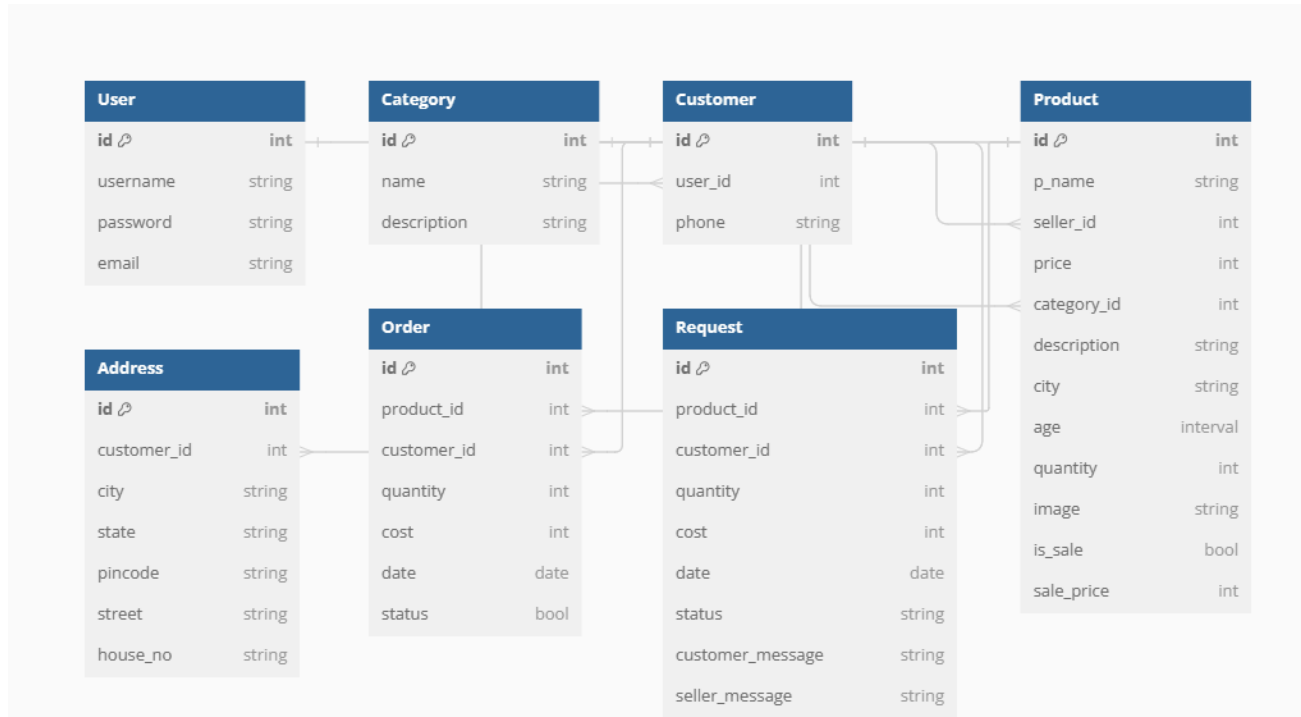 User
id int
username string
password string
email string
Category
id int
name string
description string
Customer
id int
user_id int
phone string
Product
id int
p_name string
seller_id int
price int
category_id int
description string
city string
age interval
quantity int
image string
is_sale bool
sale_price int
Address
id int
customer_id int
city string
state string
pincode string
street string
house_no string
Order
id int
product_id int
customer_id int
quantity int
cost int
date date
status bool
Request
id int
product_id int
customer_id int
quantity int
cost int
date date
status string
customer_message string
seller_message string